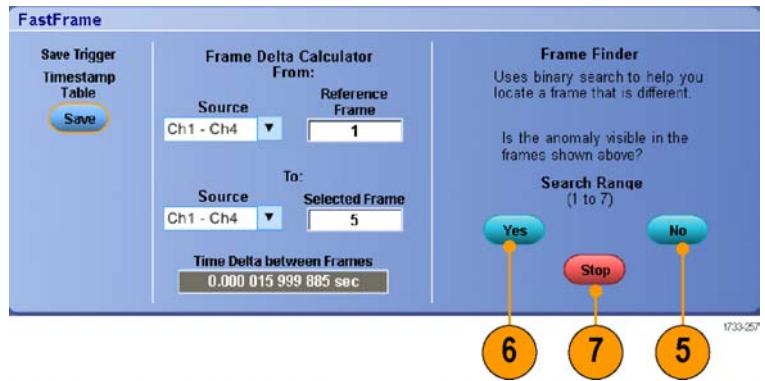 FastFrame
Save Trigger
Timestamp
Table
Save
Frame Delta Calculator
From:
Source
Reference
Frame
Ch1 - Ch4
1
To:
Source
Selected Frame
Ch1 - Ch4
5
Time Delta between Frames
0.000 015 999 885 sec
Frame Finder
Uses binary search to help you
locate a frame that is different.
Is the anomaly visible in the
frames shown above?
Search Range
(1 to 7)
Yes
No
Stop
1733-257
6
7
5